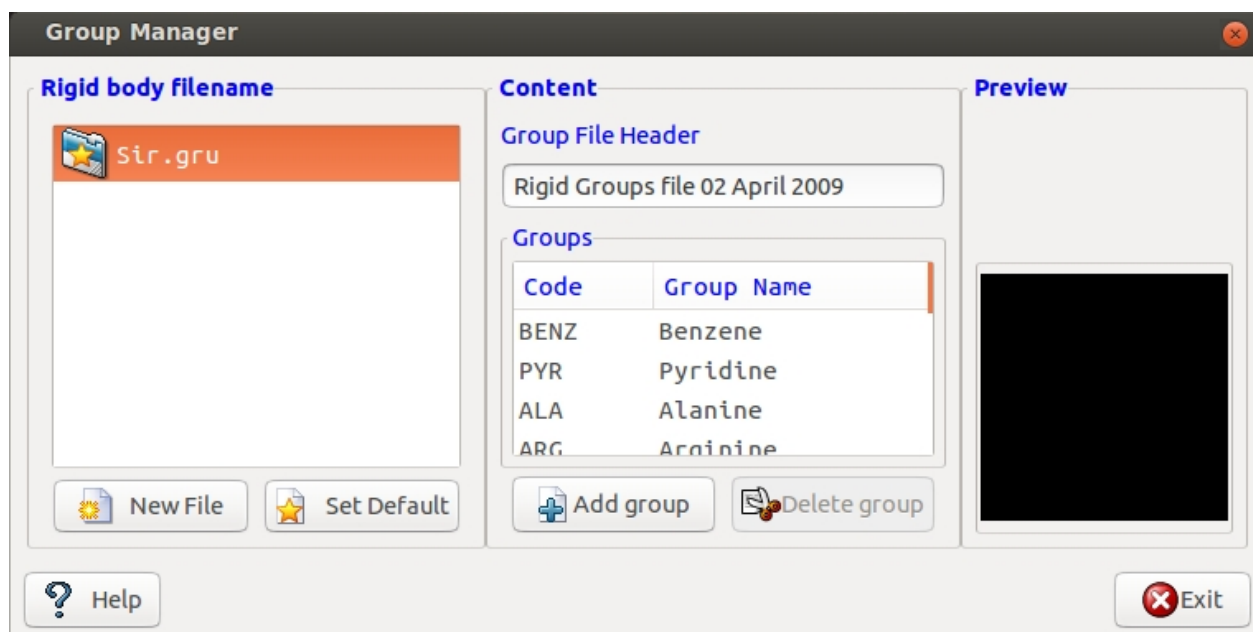 Group Manager
Rigid body filename
Sir.gru
New File
Set Default
Content
Group File Header
Rigid Groups file 02 April 2009
Groups
Code Group Name
BENZ Benzene
PYR Pyridine
ALA Alanine
ARG Arginine
Add group
Delete group
Preview
Help
Exit